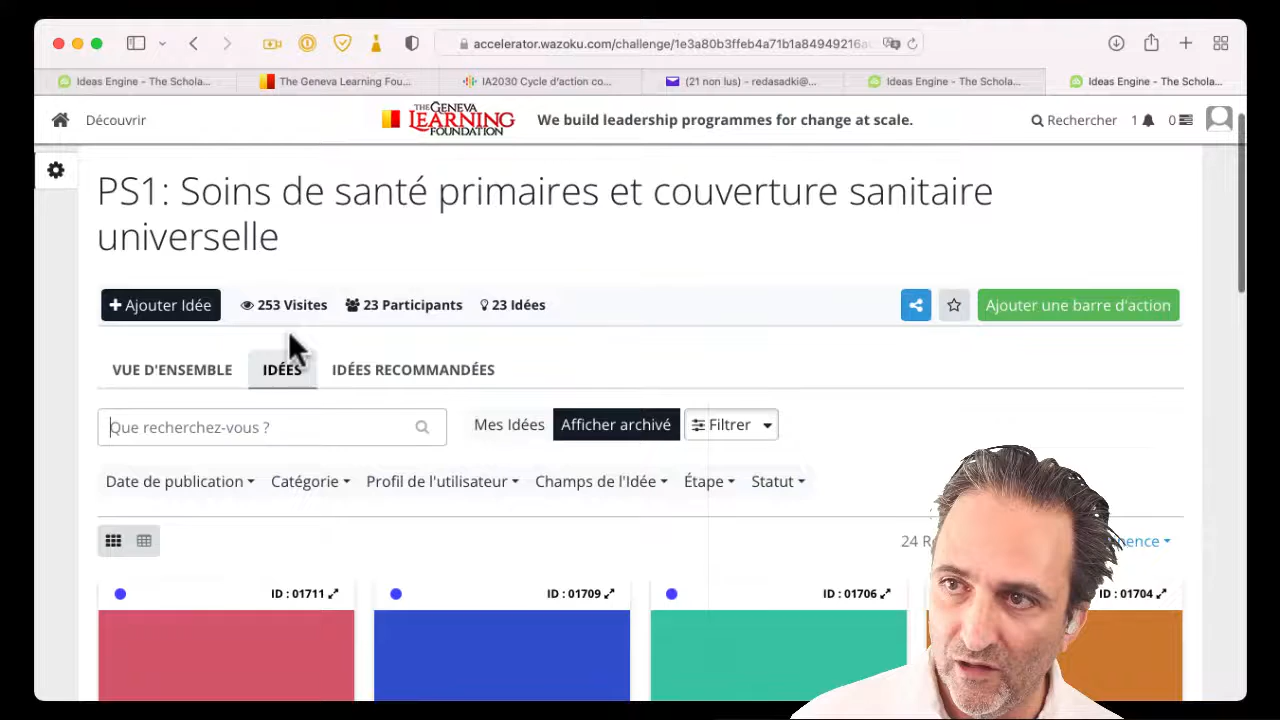 accelerator.wazoku.com/challenge/1e3a80b3ffeb4a71b1a84949216a
Ideas Engine - The Schola...
The Geneva Learning Fou...
IA2030 Cycle d'action co...
(21 non lus) - redasadki@...
Ideas Engine - The Schola...
Ideas Engine - The Schola...
Découvrir
THE GENEVA LEARNING FOUNDATION
We build leadership programmes for change at scale.
Rechercher
1
0
PS1: Soins de santé primaires et couverture sanitaire
universelle
+ Ajouter Idée
253 Visites
23 Participants
23 Idées
Ajouter une barre d'action
VUE D'ENSEMBLE
IDÉES
IDÉES RECOMMANDÉES
Que recherchez-vous ?
Mes Idées
Afficher archivé
Filtrer
Date de publication
Catégorie
Profil de l'utilisateur
Champs de l'Idée
Étape
Statut
24
ID : 01711
ID : 01709
ID : 01706
ID : 01704